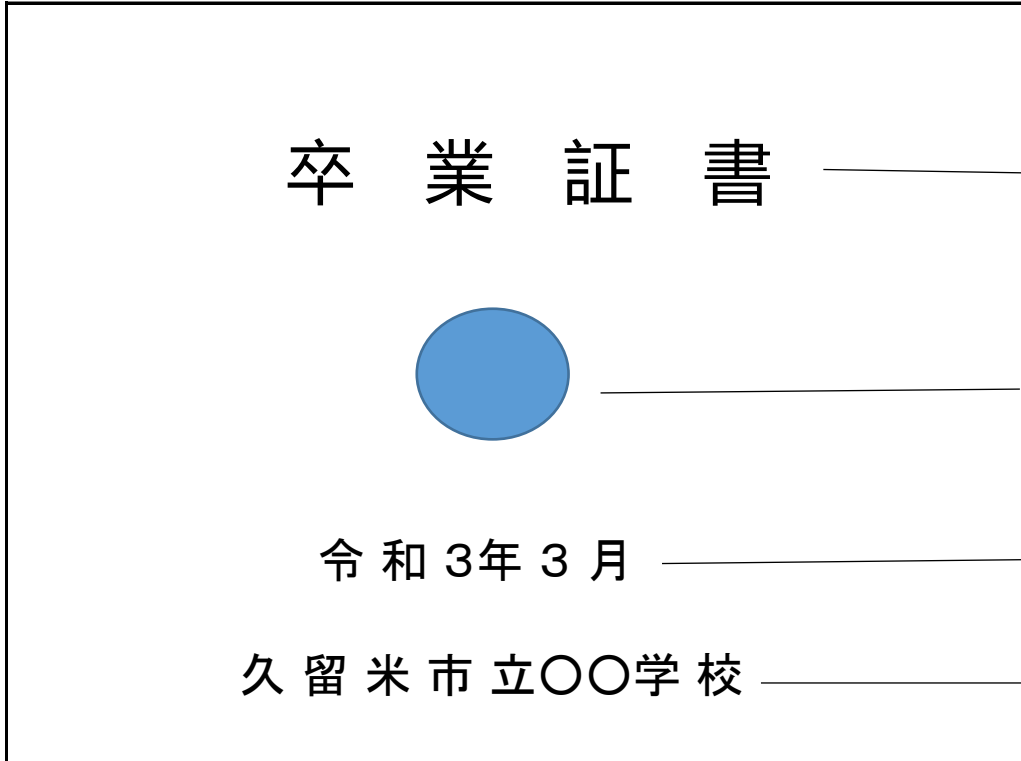 卒 業 証 書
令 和 3年 3 月
久 留 米 市 立〇〇学 校